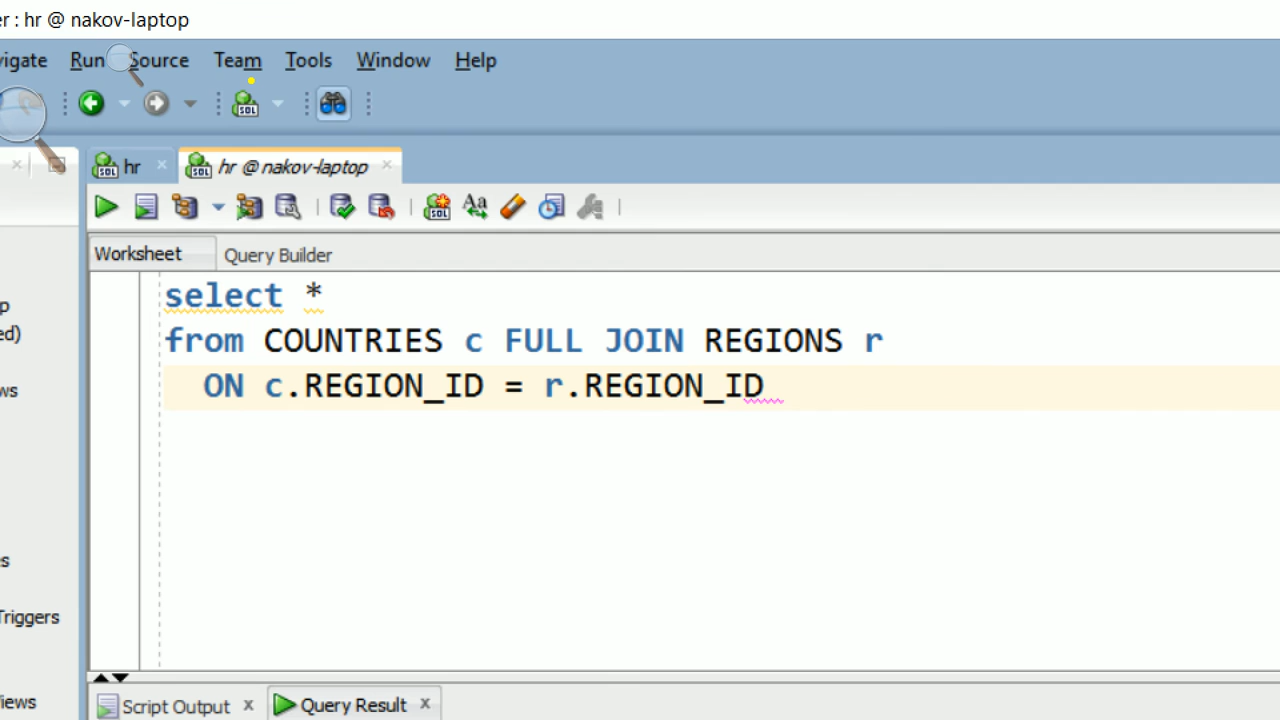 er : hr @ nakov-laptop
vigate Run Source Team Tools Window Help
SQL
hr hr @ nakov-laptop
Worksheet Query Builder
select *
from COUNTRIES c FULL JOIN REGIONS r
ON c.REGION_ID = r.REGION_ID
p
ed)
ws
s
Triggers
iews
Script Output x Query Result x